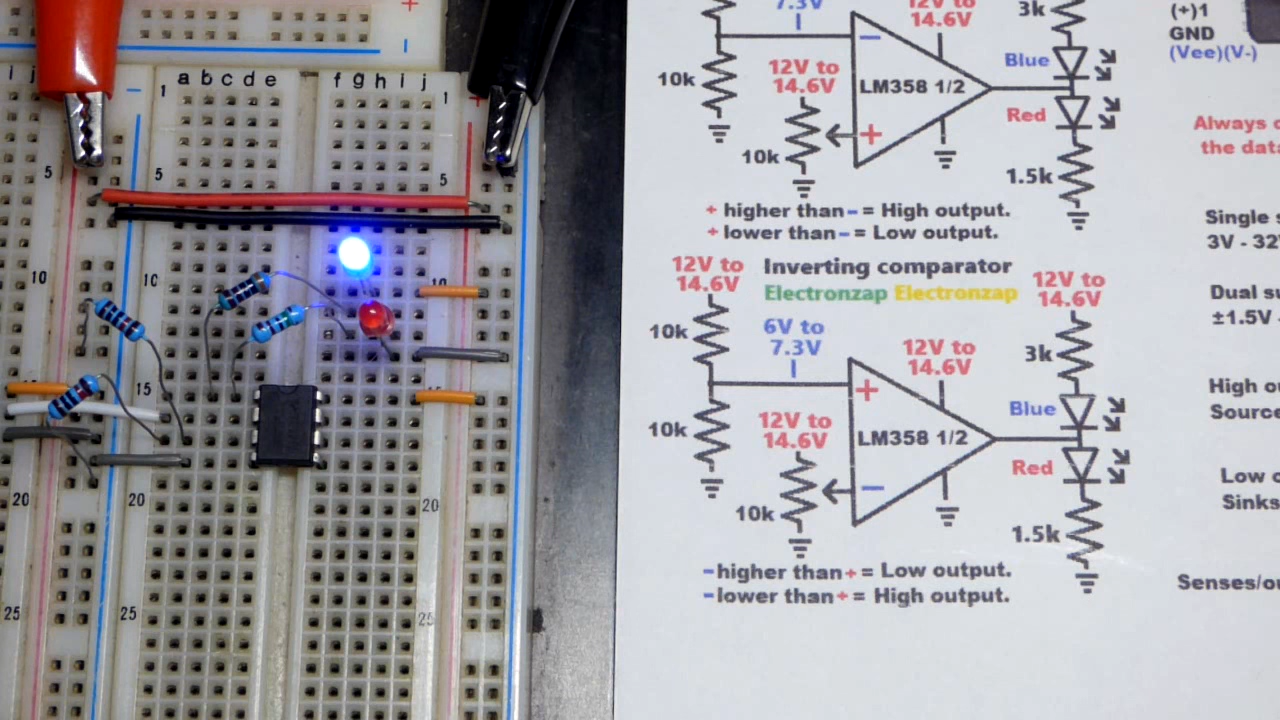 +
i j
a b c d e
f g h i j
1
1
+
5
5
5
10
10
10
15
15
20
20
20
25
25
25
7.3V
12V to
14.6V
3k
10k
12V to
14.6V
LM358 1/2
Blue
Red
10k
1.5k
+ higher than - = High output.
+ lower than - = Low output.
12V to
14.6V
Inverting comparator
Electronzap Electronzap
12V to
14.6V
10k
6V to
7.3V
12V to
14.6V
3k
+
10k
12V to
14.6V
LM358 1/2
Blue
Red
-
10k
1.5k
- higher than + = Low output.
- lower than + = High output.
(+)1
GND
(Vee)(V-)
Always
the data
Single
3V - 32
Dual su
±1.5V
High ou
Source
Low o
Sinks
Senses/or